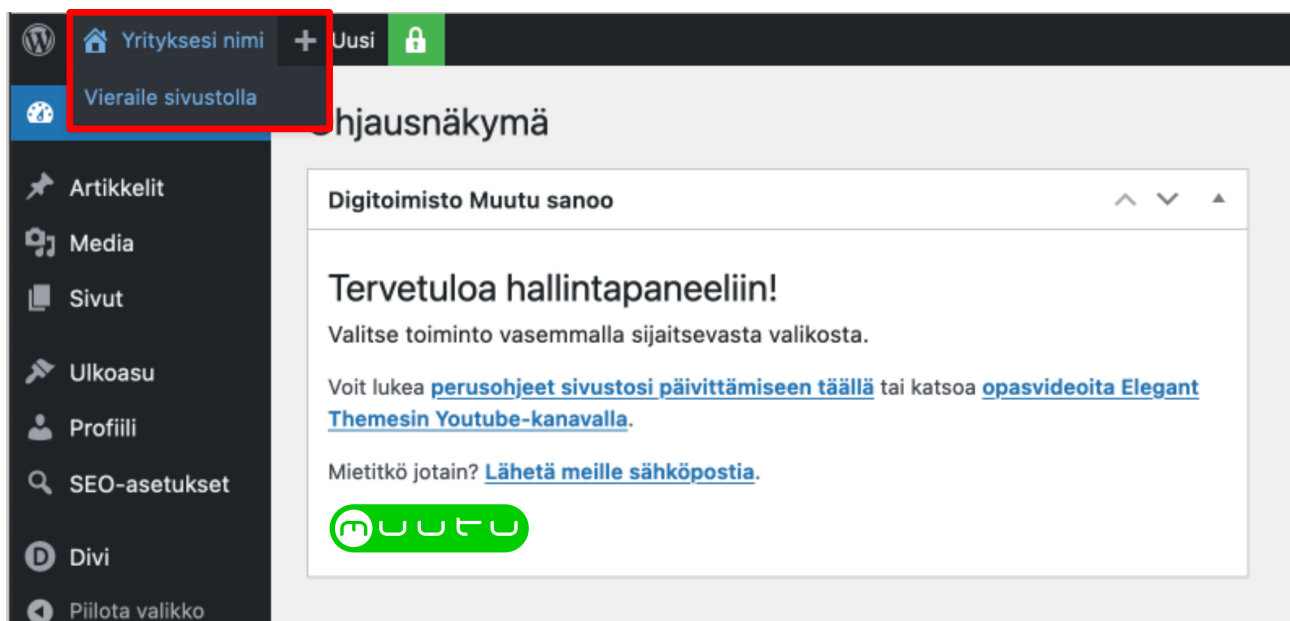 Yrityksesi nimi
Uusi
Vieraile sivustolla
hjausnäkymä
Artikkelit
Media
Sivut
Ulkoasu
Profiili
SEO-asetukset
Divi
Piilota valikko
Digitoimisto Muutu sanoo
Tervetuloa hallintapaneeliin!
Valitse toiminto vasemmalla sijaitsevasta valikosta.
Voit lukea perusohjeet sivustosi päivittämiseen täällä tai katsoa opasvideoita Elegant
Themesin Youtube-kanavalla.
Mietitkö jotain? Lähetä meille sähköpostia.
muutu